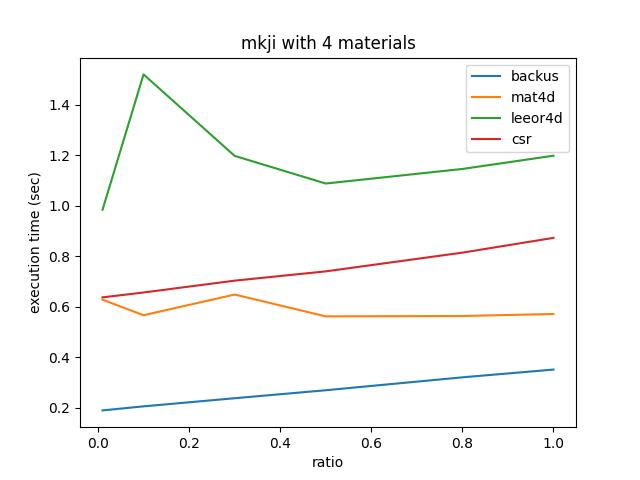 mkji with 4 materials
backus
mat4d
leeor4d
csr
execution time (sec)
1.4
1.2
1.0
0.8
0.6
0.4
0.2
0.0 0.2 0.4 0.6 0.8 1.0
ratio